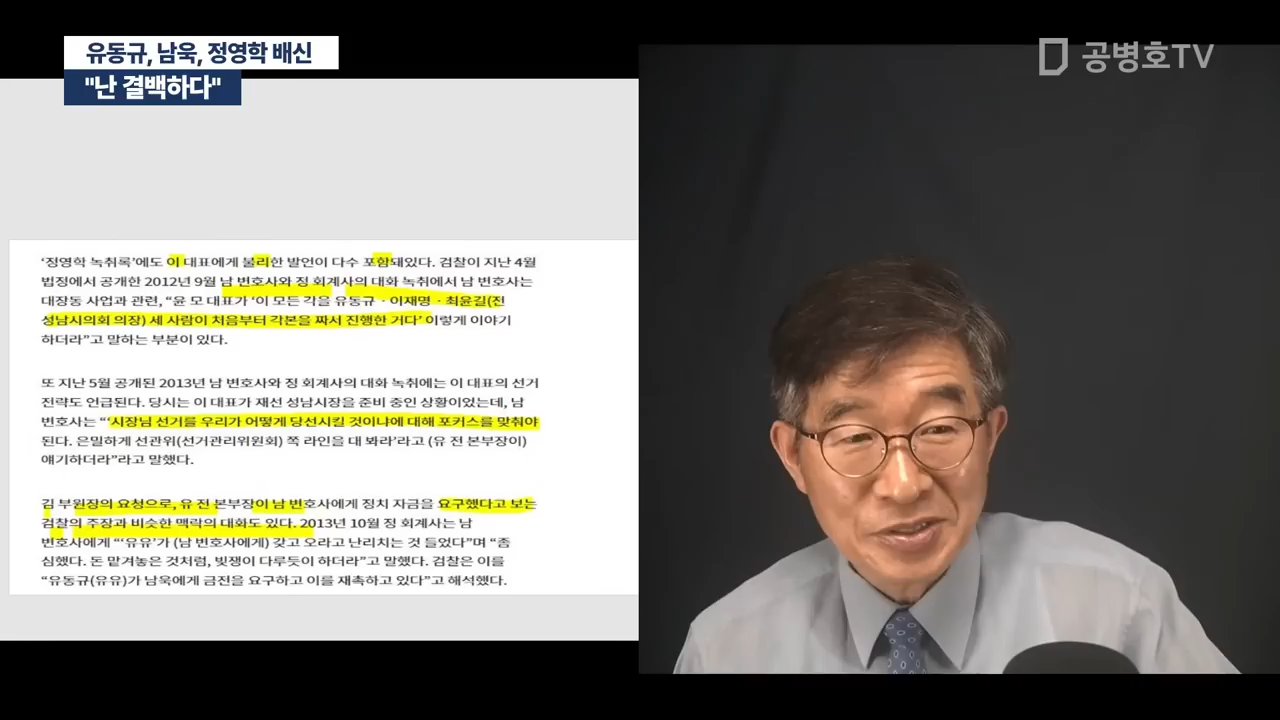 유동규, 남욱, 정영학 배신
"난 결백하다"
공병호TV
‘정영학 녹취록’에도 이 대표에게 불리한 발언이 다수 포함돼있다. 검찰이 지난 4월
법정에서 공개한 2012년 9월 남 변호사와 정 회계사의 대화 녹취에서 남 변호사는
대장동 사업과 관련, “윤 모 대표가 ‘이 모든 각을 유동규ㆍ이재명ㆍ최윤길(전
성남시의회 의장) 세 사람이 처음부터 각본을 짜서 진행한 거다’ 이렇게 이야기
하더라”고 말하는 부분이 있다.
또 지난 5월 공개된 2013년 남 변호사와 정 회계사의 대화 녹취에는 이 대표의 선거
전략도 언급된다. 당시는 이 대표가 재선 성남시장을 준비 중인 상황이었는데, 남
변호사는 “‘시장님 선거를 우리가 어떻게 당선시킬 것이냐에 대해 포커스를 맞춰야
된다. 은밀하게 선관위(선거관리위원회) 쪽 라인을 대 봐라’라고 (유 전 본부장이)
얘기하더라”라고 말했다.
김 부원장의 요청으로, 유 전 본부장이 남 변호사에게 정치 자금을 요구했다고 보는
검찰의 주장과 비슷한 맥락의 대화도 있다. 2013년 10월 정 회계사는 남
변호사에게 “‘유유’가 (남 변호사에게) 갖고 오라고 난리치는 것 들었다”며 “좀
심했다. 돈 맡겨놓은 것처럼, 빚쟁이 다루듯이 하더라”고 말했다. 검찰은 이를
“유동규(유유)가 남욱에게 금전을 요구하고 이를 재촉하고 있다”고 해석했다.